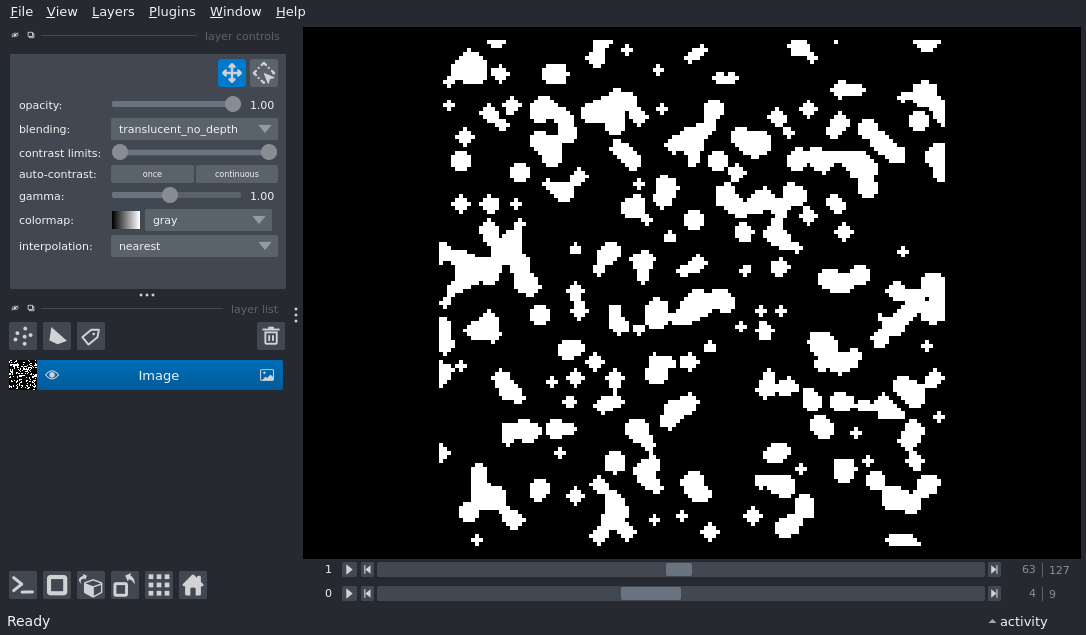 File View Layers Plugins Window Help
layer controls
opacity: 1.00
blending: translucent_no_depth
contrast limits:
auto-contrast: once continuous
gamma: 1.00
colormap: gray
interpolation: nearest
layer list
Image
1 63 127
0 4 9
Ready activity